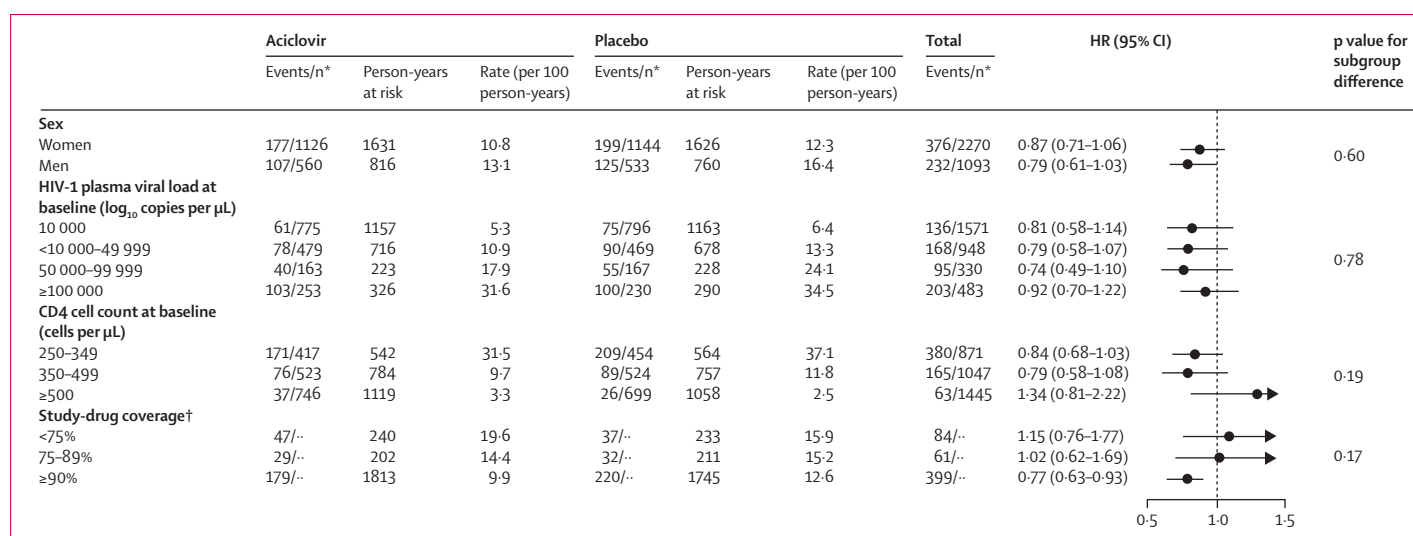 Aciclovir Placebo Total HR (95% CI) p value for subgroup difference
Events/n* Person-years at risk Rate (per 100 person-years) Events/n* Person-years at risk Rate (per 100 person-years) Events/n*
Sex
Women 177/1126 1631 10·8 199/1144 1626 12·3 376/2270 0·87 (0·71–1·06)
Men 107/560 816 13·1 125/533 760 16·4 232/1093 0·79 (0·61–1·03)
0·60
HIV-1 plasma viral load at
baseline (log10 copies per µL)
10 000 61/775 1157 5·3 75/796 1163 6·4 136/1571 0·81 (0·58–1·14)
<10 000–49 999 78/479 716 10·9 90/469 678 13·3 168/948 0·79 (0·58–1·07)
50 000–99 999 40/163 223 17·9 55/167 228 24·1 95/330 0·74 (0·49–1·10)
0·78
≥100 000 103/253 326 31·6 100/230 290 34·5 203/483 0·92 (0·70–1·22)
CD4 cell count at baseline
(cells per µL)
250–349 171/417 542 31·5 209/454 564 37·1 380/871 0·84 (0·68–1·03)
350–499 76/523 784 9·7 89/524 757 11·8 165/1047 0·79 (0·58–1·08)
0·19
≥500 37/746 1119 3·3 26/699 1058 2·5 63/1445 1·34 (0·81–2·22)
Study-drug coverage†
<75% 47/·· 240 19·6 37/·· 233 15·9 84/·· 1·15 (0·76–1·77)
75–89% 29/·· 202 14·4 32/·· 211 15·2 61/·· 1·02 (0·62–1·69)
0·17
≥90% 179/·· 1813 9·9 220/·· 1745 12·6 399/·· 0·77 (0·63–0·93)
0·5 1·0 1·5